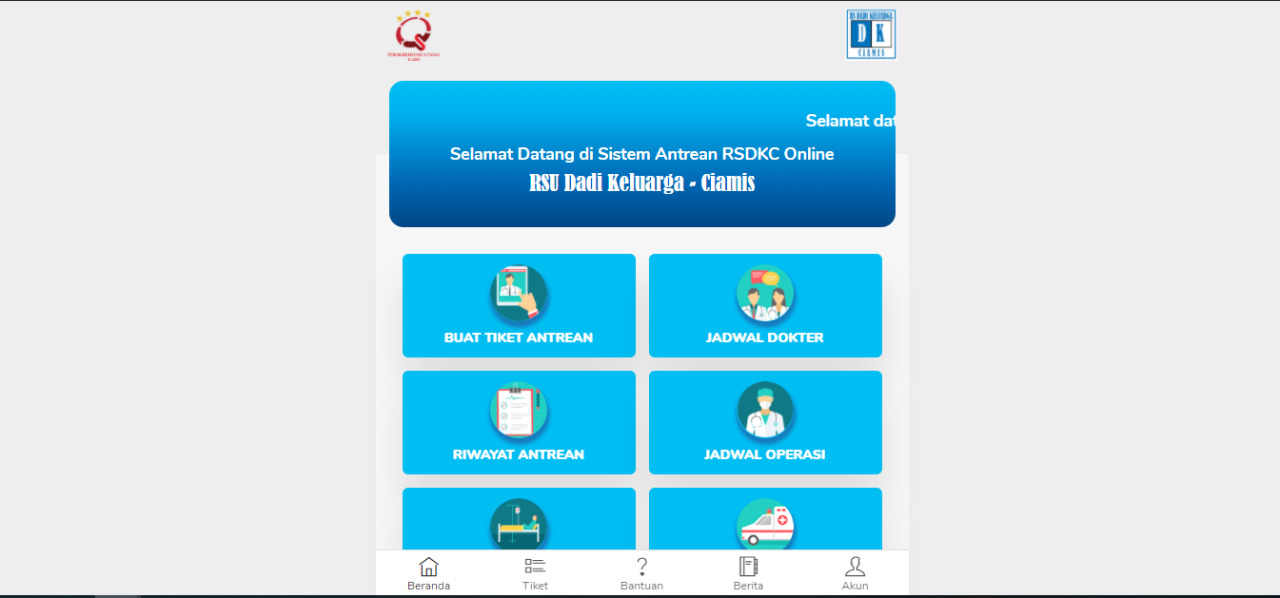 TERAKREDITASI UTAMA
KARS
RS DADI KELUARGA
D K
CIAMIS
Selamat dat
Selamat Datang di Sistem Antrean RSDKC Online
RSU Dadi Keluarga - Ciamis
BUAT TIKET ANTREAN
JADWAL DOKTER
RIWAYAT ANTREAN
JADWAL OPERASI
Beranda
Tiket
Bantuan
Berita
Akun